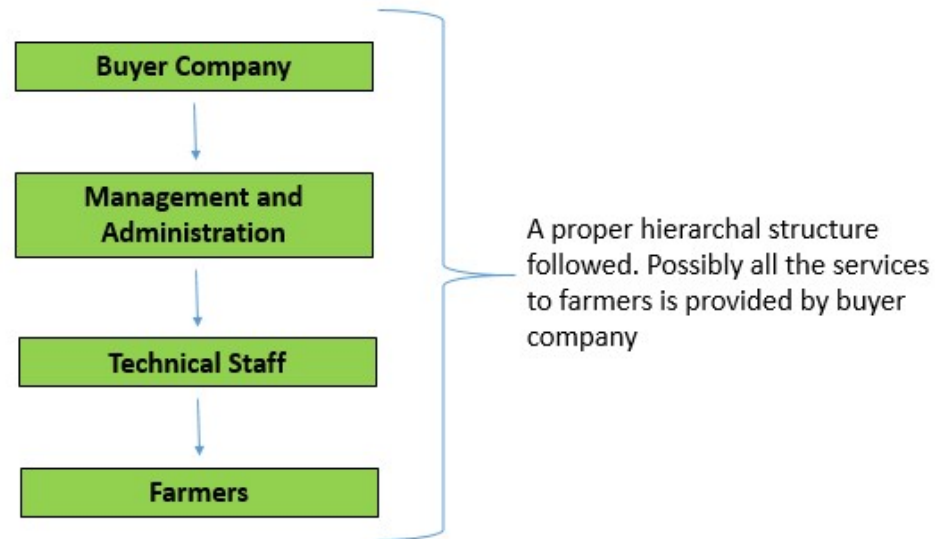 Buyer Company
Management and
Administration
Technical Staff
Farmers
A proper hierarchal structure
followed. Possibly all the services
to farmers is provided by buyer
company